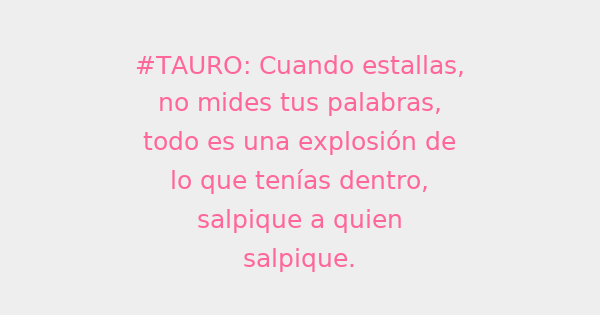 #TAURO: Cuando estallas,
no mides tus palabras,
todo es una explosión de
lo que tenías dentro,
salpique a quien
salpique.